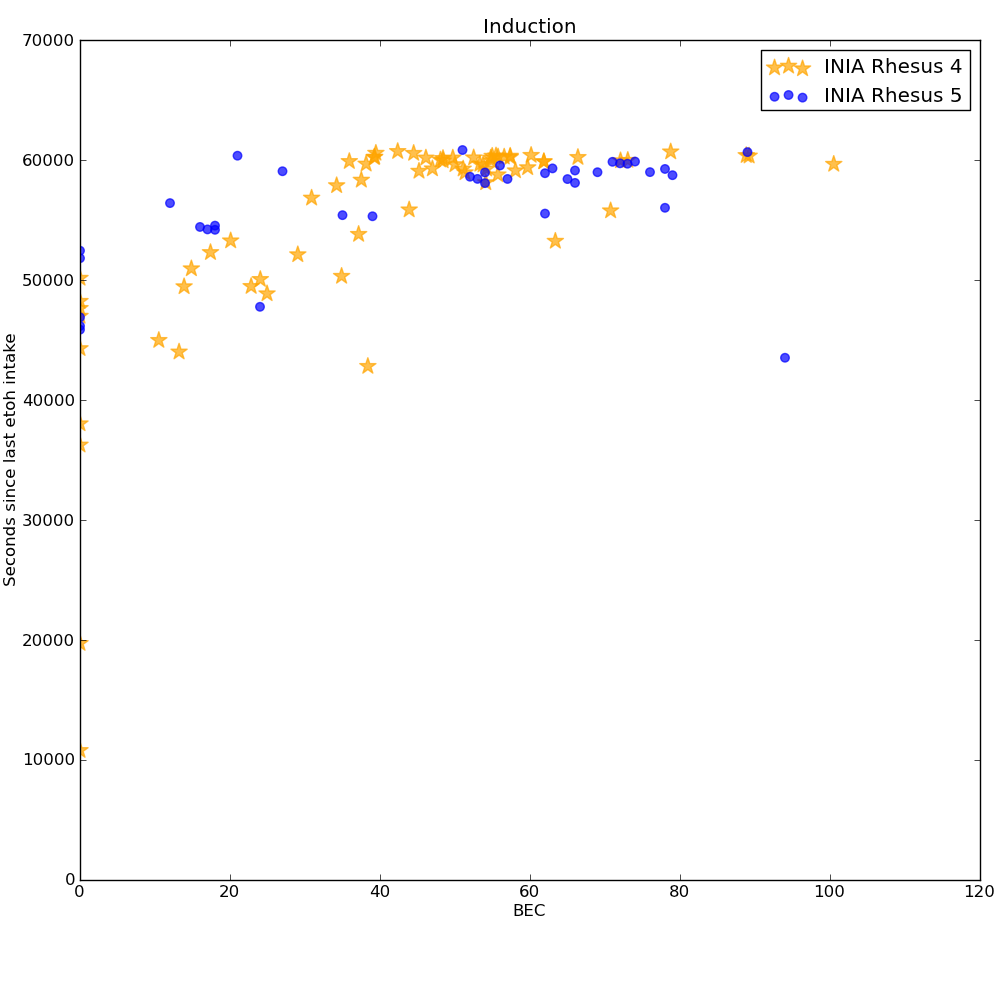 Induction
INIA Rhesus 4
INIA Rhesus 5
70000
60000
50000
40000
30000
20000
10000
0
Seconds since last etoh intake
0 20 40 60 80 100 120
BEC